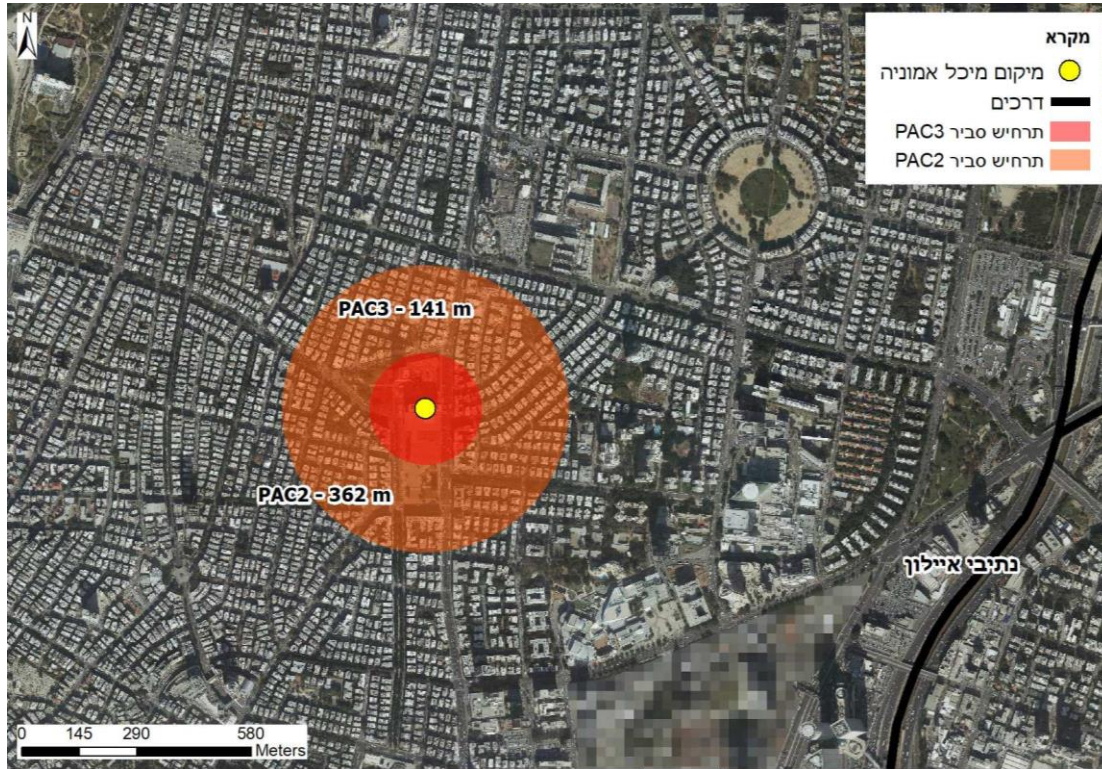 N
מקרא
מיקום מיכל אמוניה
דרכים
תרחיש סביר PAC3
תרחיש סביר PAC2
PAC3 - 141 m
PAC2 - 362 m
נתיבי איילון
0 145 290 580
Meters